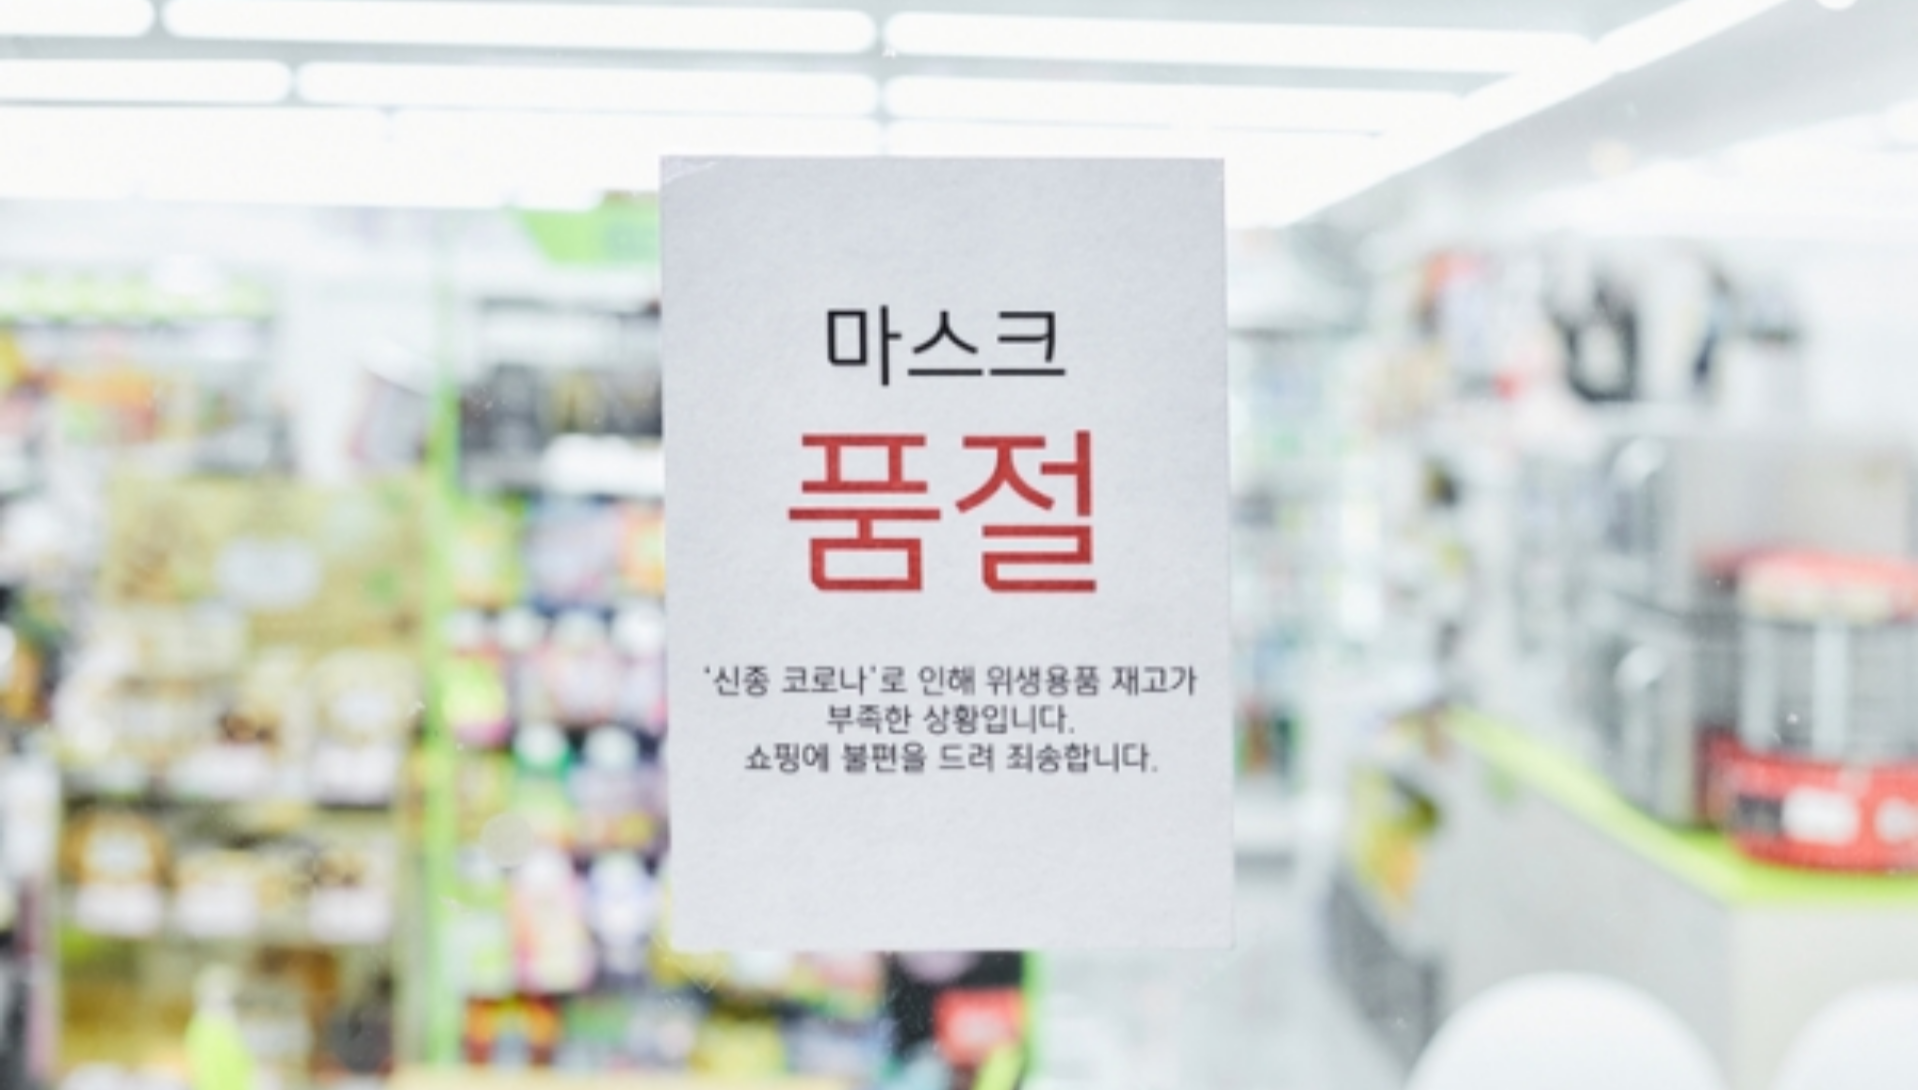 마스크
품절
‘신종 코로나’로 인해 위생용품 재고가
부족한 상황입니다.
쇼핑에 불편을 드려 죄송합니다.